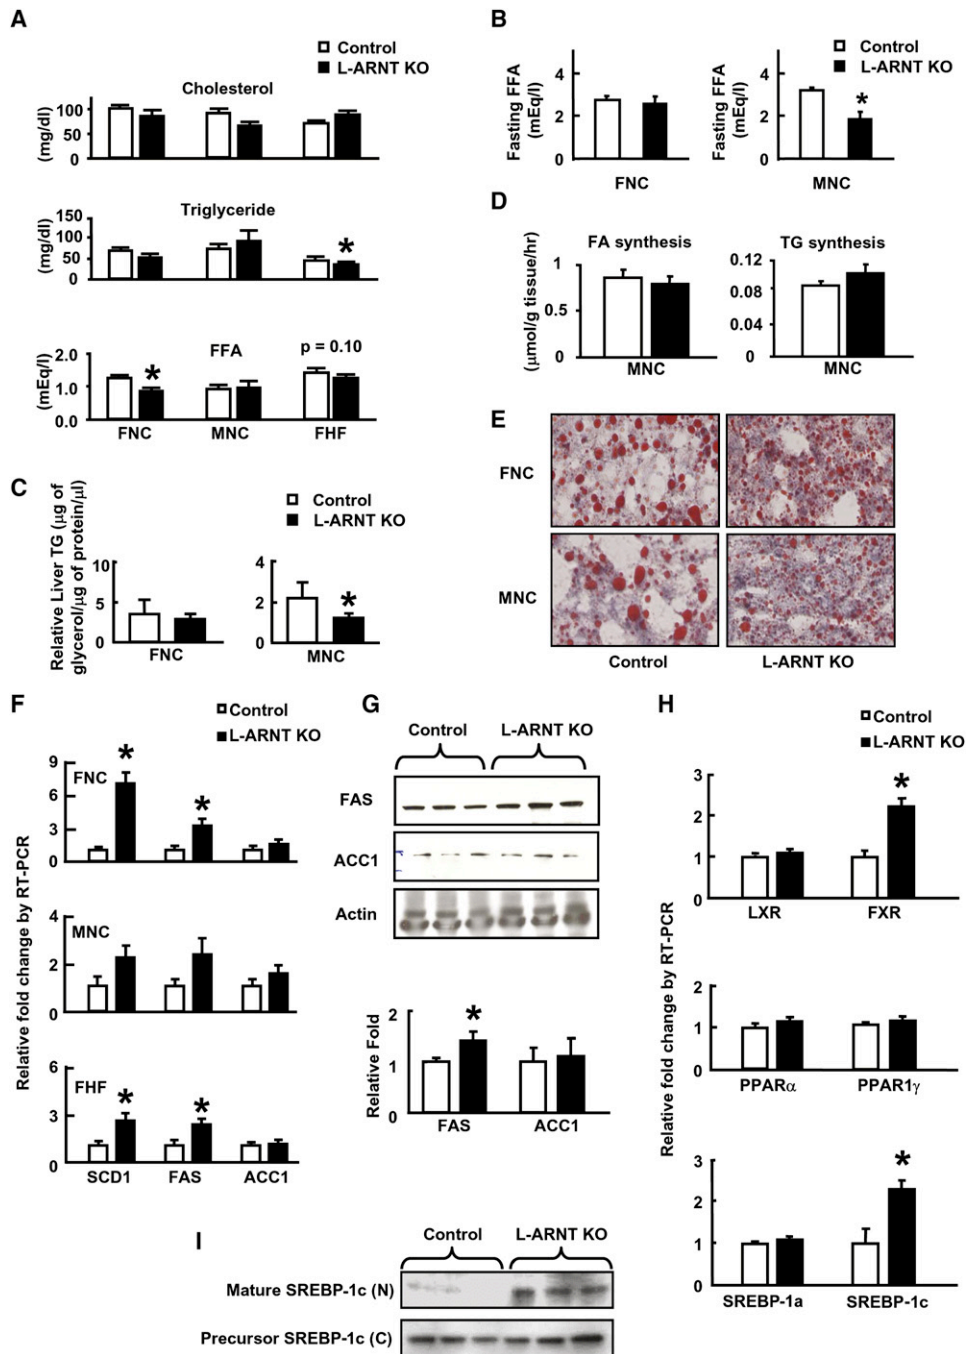 A
Control
L-ARNT KO
Cholesterol
(mg/dl)
100
50
0
Triglyceride
(mg/dl)
150
100
50
0
*
FFA
p = 0.10
(mEq/l)
2.0
1.0
0.0
*
FNC MNC FHF
B
Control
L-ARNT KO
Fasting FFA
(mEq/l)
4
2
0
FNC
Fasting FFA
(mEq/l)
4
2
0
*
MNC
C
Control
L-ARNT KO
Relative Liver TG (μg of
glycerol/μg of protein/μl)
10
5
0
FNC
4
2
0
*
MNC
D
FA synthesis
(μmol/g tissue/hr)
1
0.5
0
MNC
TG synthesis
0.12
0.08
0.04
0
MNC
E
FNC
MNC
Control L-ARNT KO
F
Control
L-ARNT KO
Relative fold change by RT-PCR
FNC
9
6
3
0
* *
MNC
4
2
0
FHF
6
3
0
* *
SCD1 FAS ACC1
G
Control L-ARNT KO
FAS
ACC1
Actin
Relative Fold
2
1
0
*
FAS ACC1
H
Control
L-ARNT KO
Relative fold change by RT-PCR
3
2
1
0
*
LXR FXR
2
1
0
PPARα PPAR1γ
3
2
1
0
*
SREBP-1a SREBP-1c
I
Control L-ARNT KO
Mature SREBP-1c (N)
Precursor SREBP-1c (C)